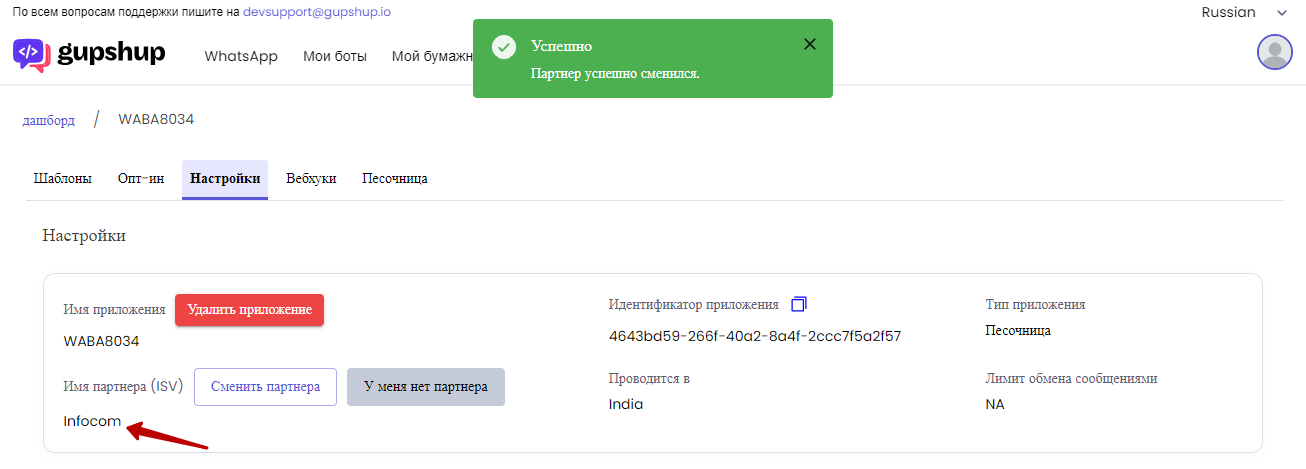 По всем вопросам поддержки пишите на devsupport@gupshup.io
Russian
gupshup
WhatsApp
Мои боты
Мой бумажн
Успешно
Партнер успешно сменился.
дашборд / WABA8034
Шаблоны
Опт-ин
Настройки
Вебхуки
Песочница
Настройки
Имя приложения
Удалить приложение
WABA8034
Идентификатор приложения
4643bd59-266f-40a2-8a4f-2ccc7f5a2f57
Тип приложения
Песочница
Имя партнера (ISV)
Сменить партнера
У меня нет партнера
Infocom
Проводится в
India
Лимит обмена сообщениями
NA